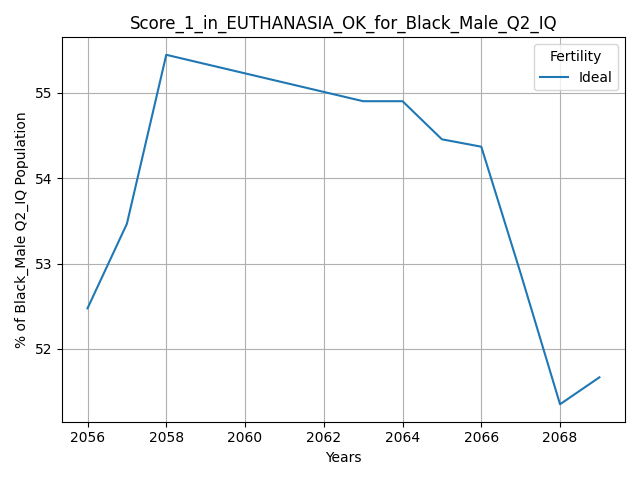 Score_1_in_EUTHANASIA_OK_for_Black_Male_Q2_IQ
Fertility
Ideal
% of Black_Male Q2_IQ Population
55
54
53
52
2056 2058 2060 2062 2064 2066 2068
Years